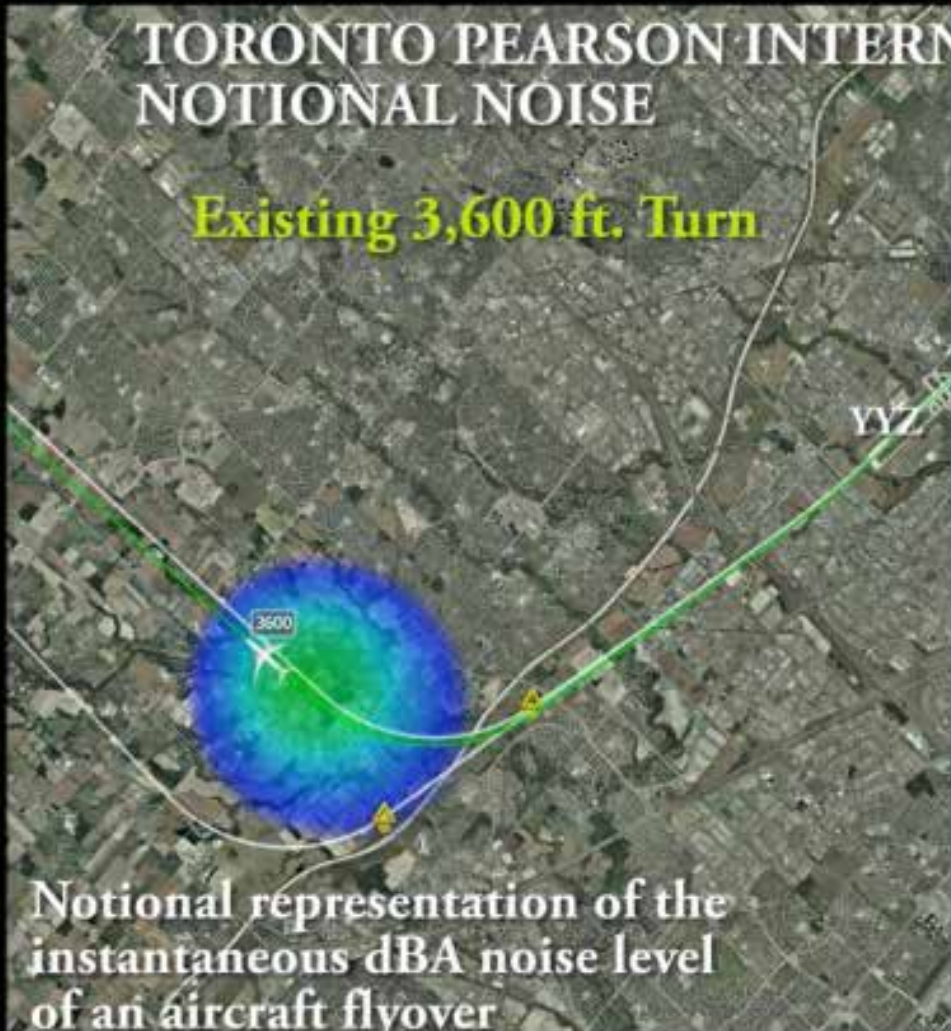 TORONTO PEARSON INTERN
NOTIONAL NOISE
Existing 3,600 ft. Turn
YYZ
3600
Notional representation of the
instantaneous dBA noise level
of an aircraft flyover